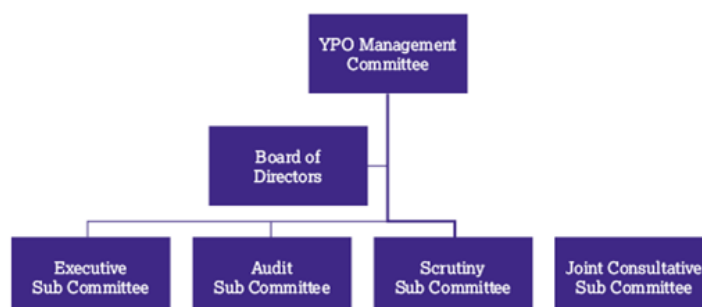 YPO Management
Committee
Board of
Directors
Executive
Sub Committee
Audit
Sub Committee
Scrutiny
Sub Committee
Joint Consultative
Sub Committee